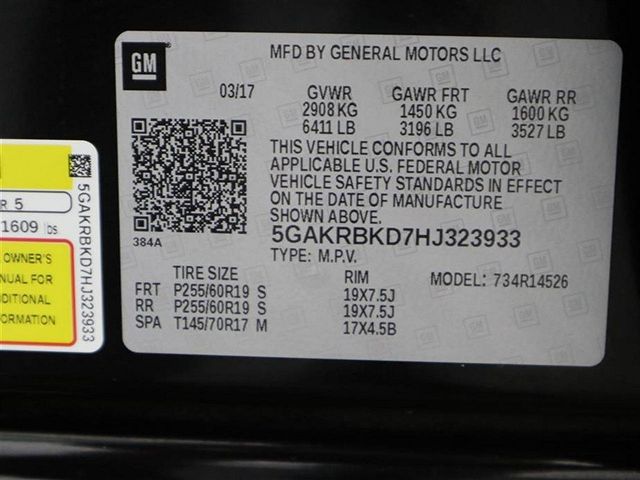 GM
MFD BY GENERAL MOTORS LLC
03/17 GVWR GAWR FRT GAWR RR
2908 KG 1450 KG 1600 KG
6411 LB 3196 LB 3527 LB
THIS VEHICLE CONFORMS TO ALL
APPLICABLE U.S. FEDERAL MOTOR
VEHICLE SAFETY STANDARDS IN EFFECT
ON THE DATE OF MANUFACTURE
SHOWN ABOVE.
384A
5GAKRBKD7HJ323933
TYPE: M.P.V.
TIRE SIZE RIM MODEL: 734R14526
FRT P255/60R19 S 19X7.5J
RR P255/60R19 S 19X7.5J
SPA T145/70R17 M 17X4.5B
R 5
1609 lbs.
OWNER'S
NUAL FOR
DITIONAL
ORMATION
5GAKRBKD7HJ323933